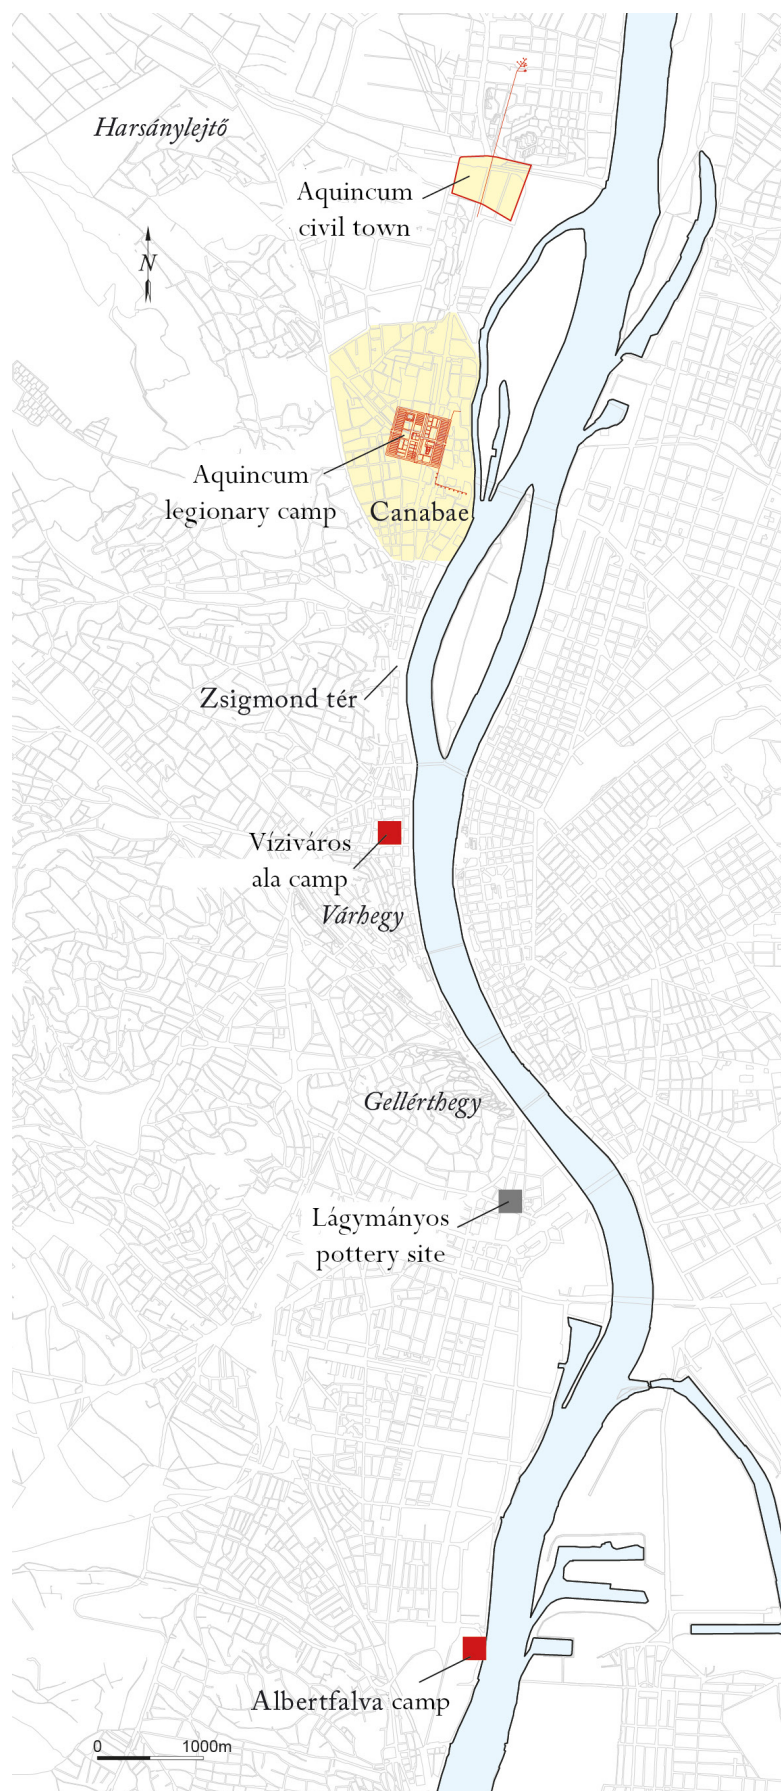 Harsánylejtő
Aquincum
civil town
N
Aquincum
legionary camp
Canabae
Zsigmond tér
Víziváros
ala camp
Várhegy
Gellérthegy
Lágymányos
pottery site
Albertfalva camp
0 1000m